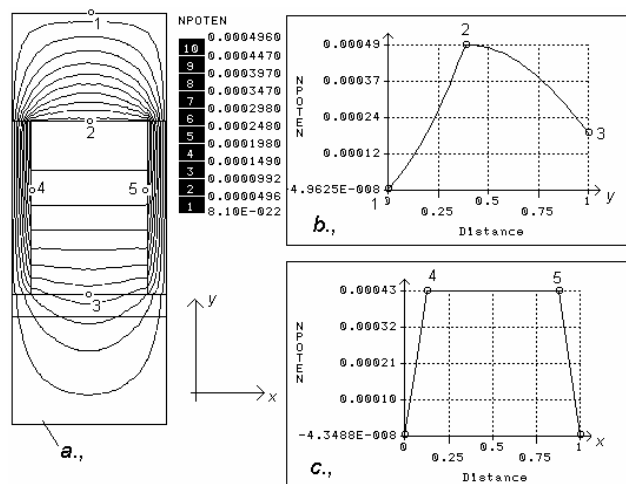 NPOTEN
0.0004960
10
0.0004470
9
0.0003970
8
0.0003470
7
0.0002980
6
0.0002480
5
0.0001980
4
0.0001490
3
0.0000992
2
0.0000496
1
8.10E-022
1
2
4 5
3
y
x
a.,
0.00049
0.00037
0.00024
0.00012
4.9625E-008
NPOTEN
1
2
3
0 0.25 0.5 0.75 1
y
Distance
b.,
0.00043
0.00032
0.00021
0.00010
-4.3488E-008
NPOTEN
4 5
0 0.25 0.5 0.75 1
x
Distance
c.,